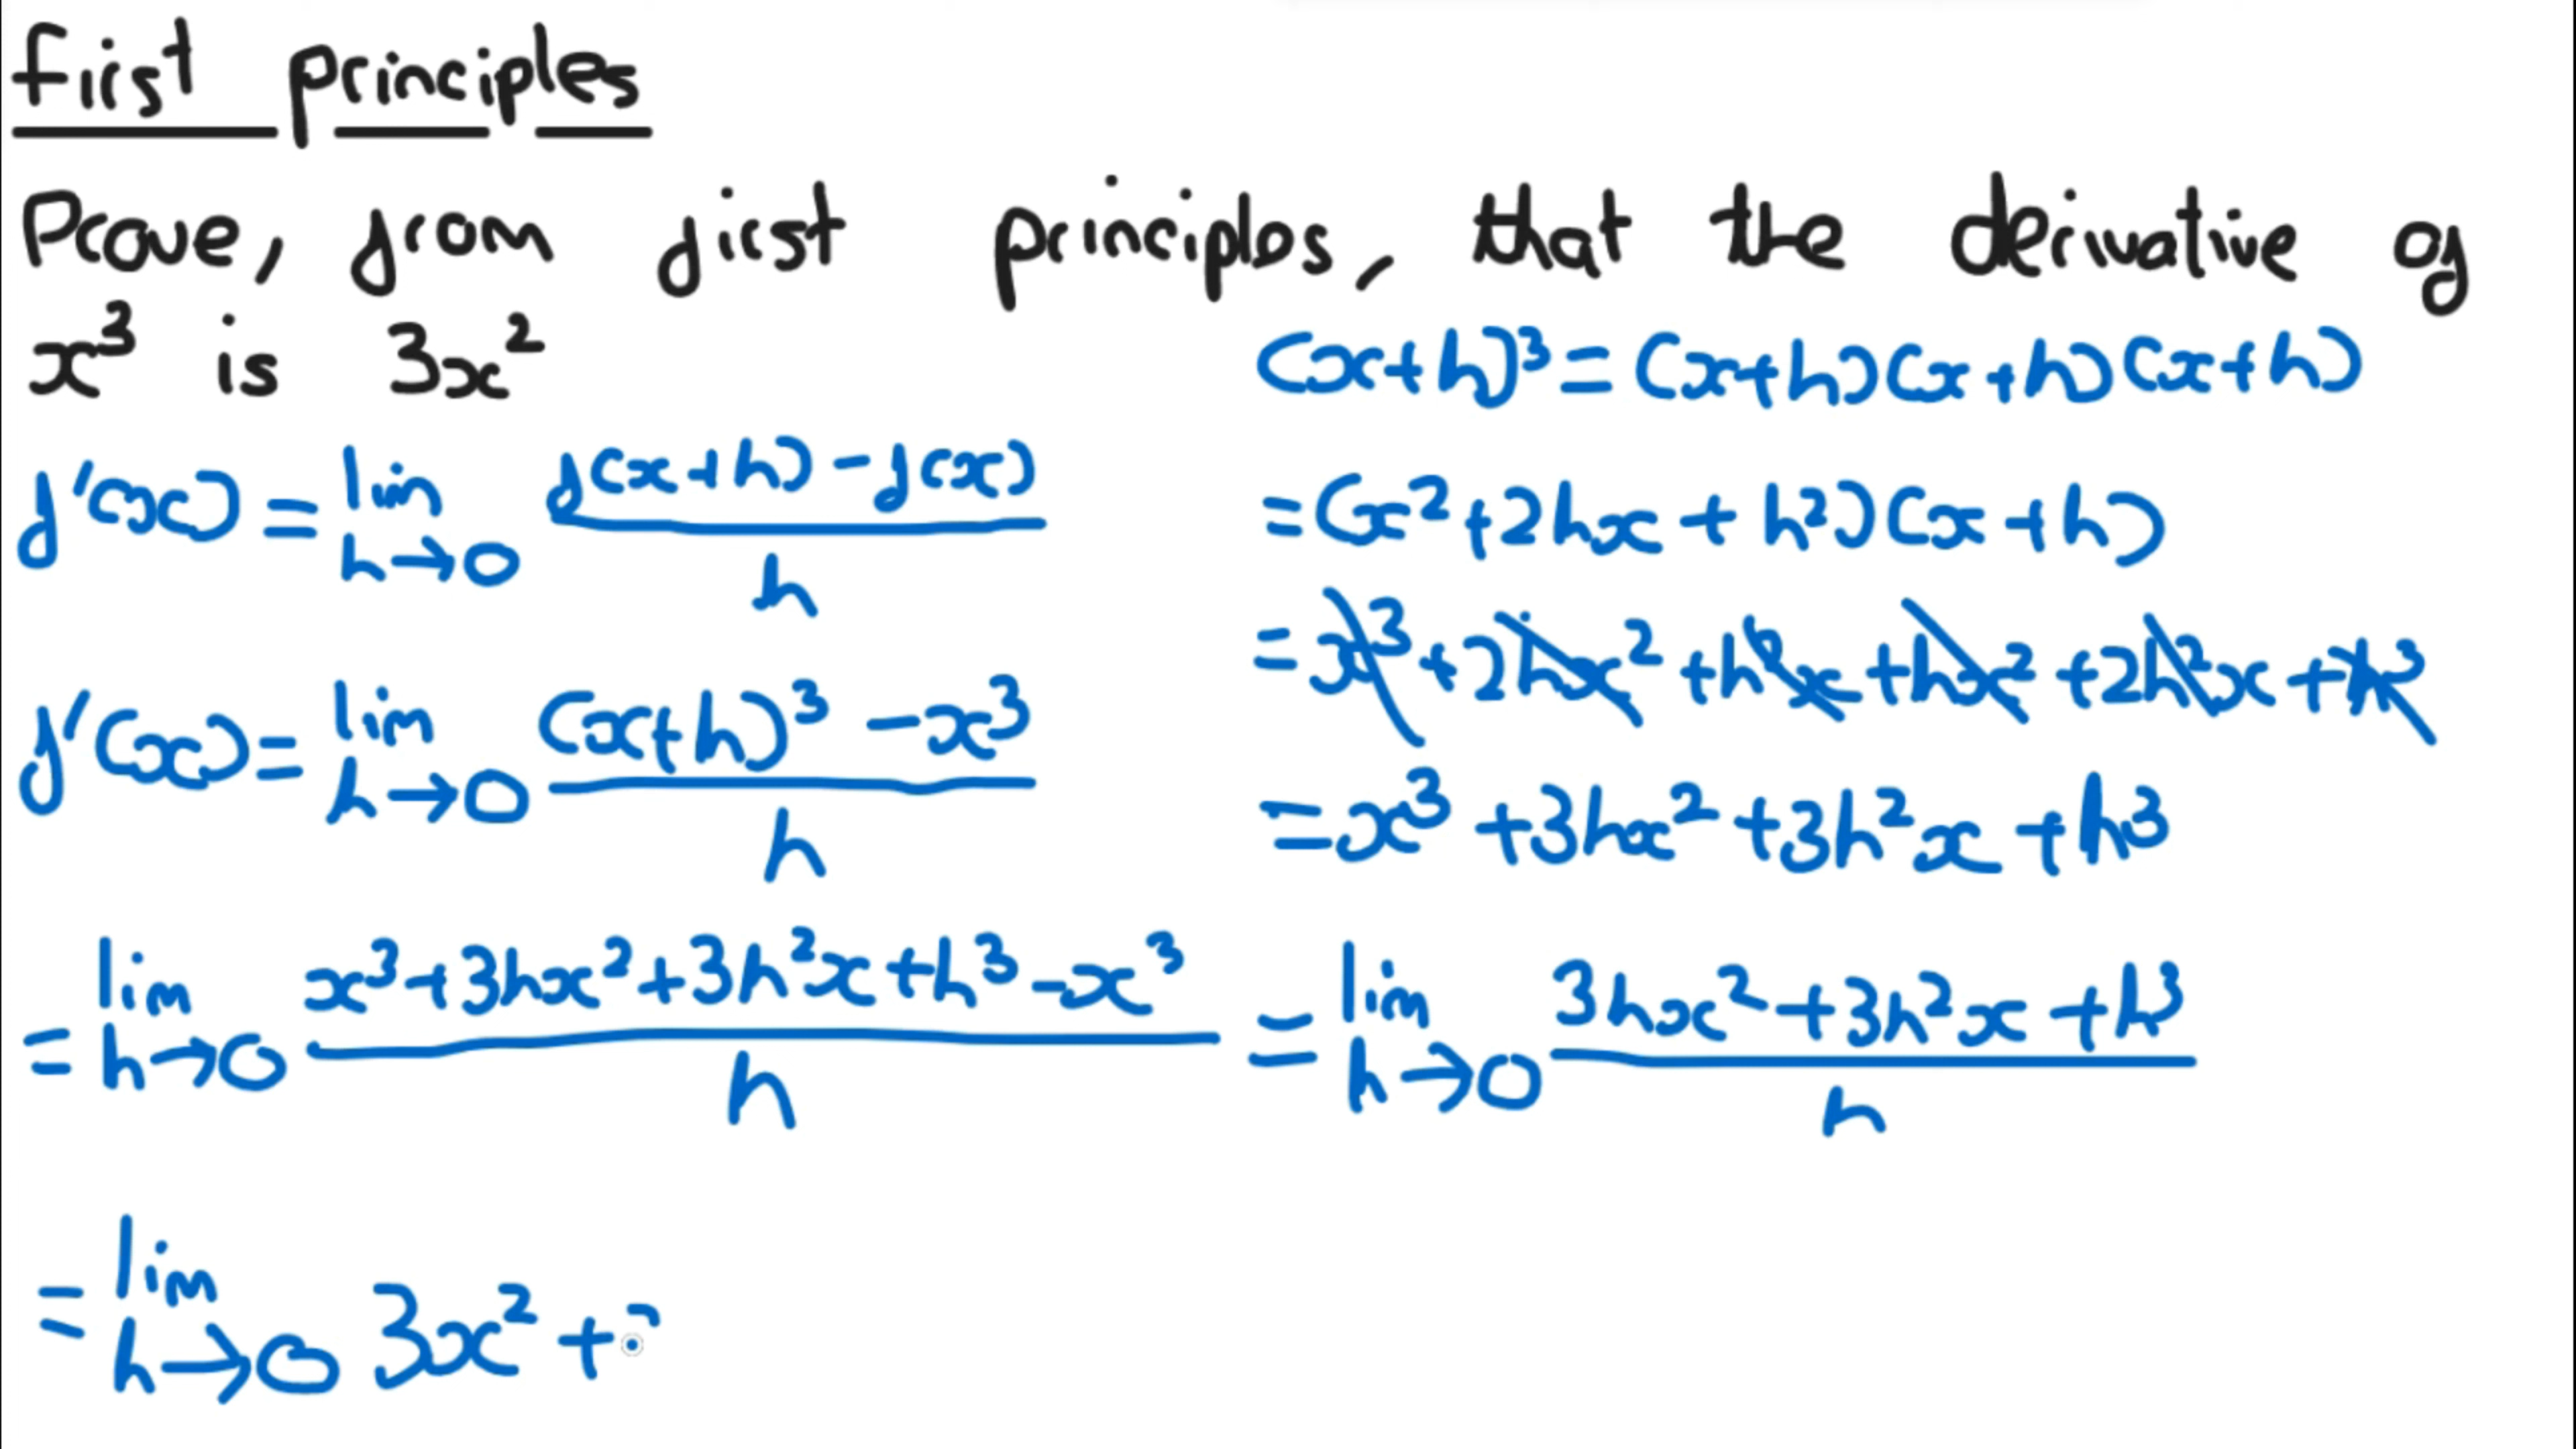 First principles
Prove, from first principles, that the derivative of
x³ is 3x²
(x+h)³=(x+h)(x+h)(x+h)
f'(x)=lim h→0 f(x+h)-f(x) / h
=(x²+2hx+h²)(x+h)
=x³+2hx²+h²x+hx²+2h²x+h³
f'(x)=lim h→0 (x+h)³-x³ / h
=x³+3hx²+3h²x+h³
=lim h→0 x³+3hx²+3h²x+h³-x³ / h
=lim h→0 3hx²+3h²x+h³ / h
=lim h→0 3x²+